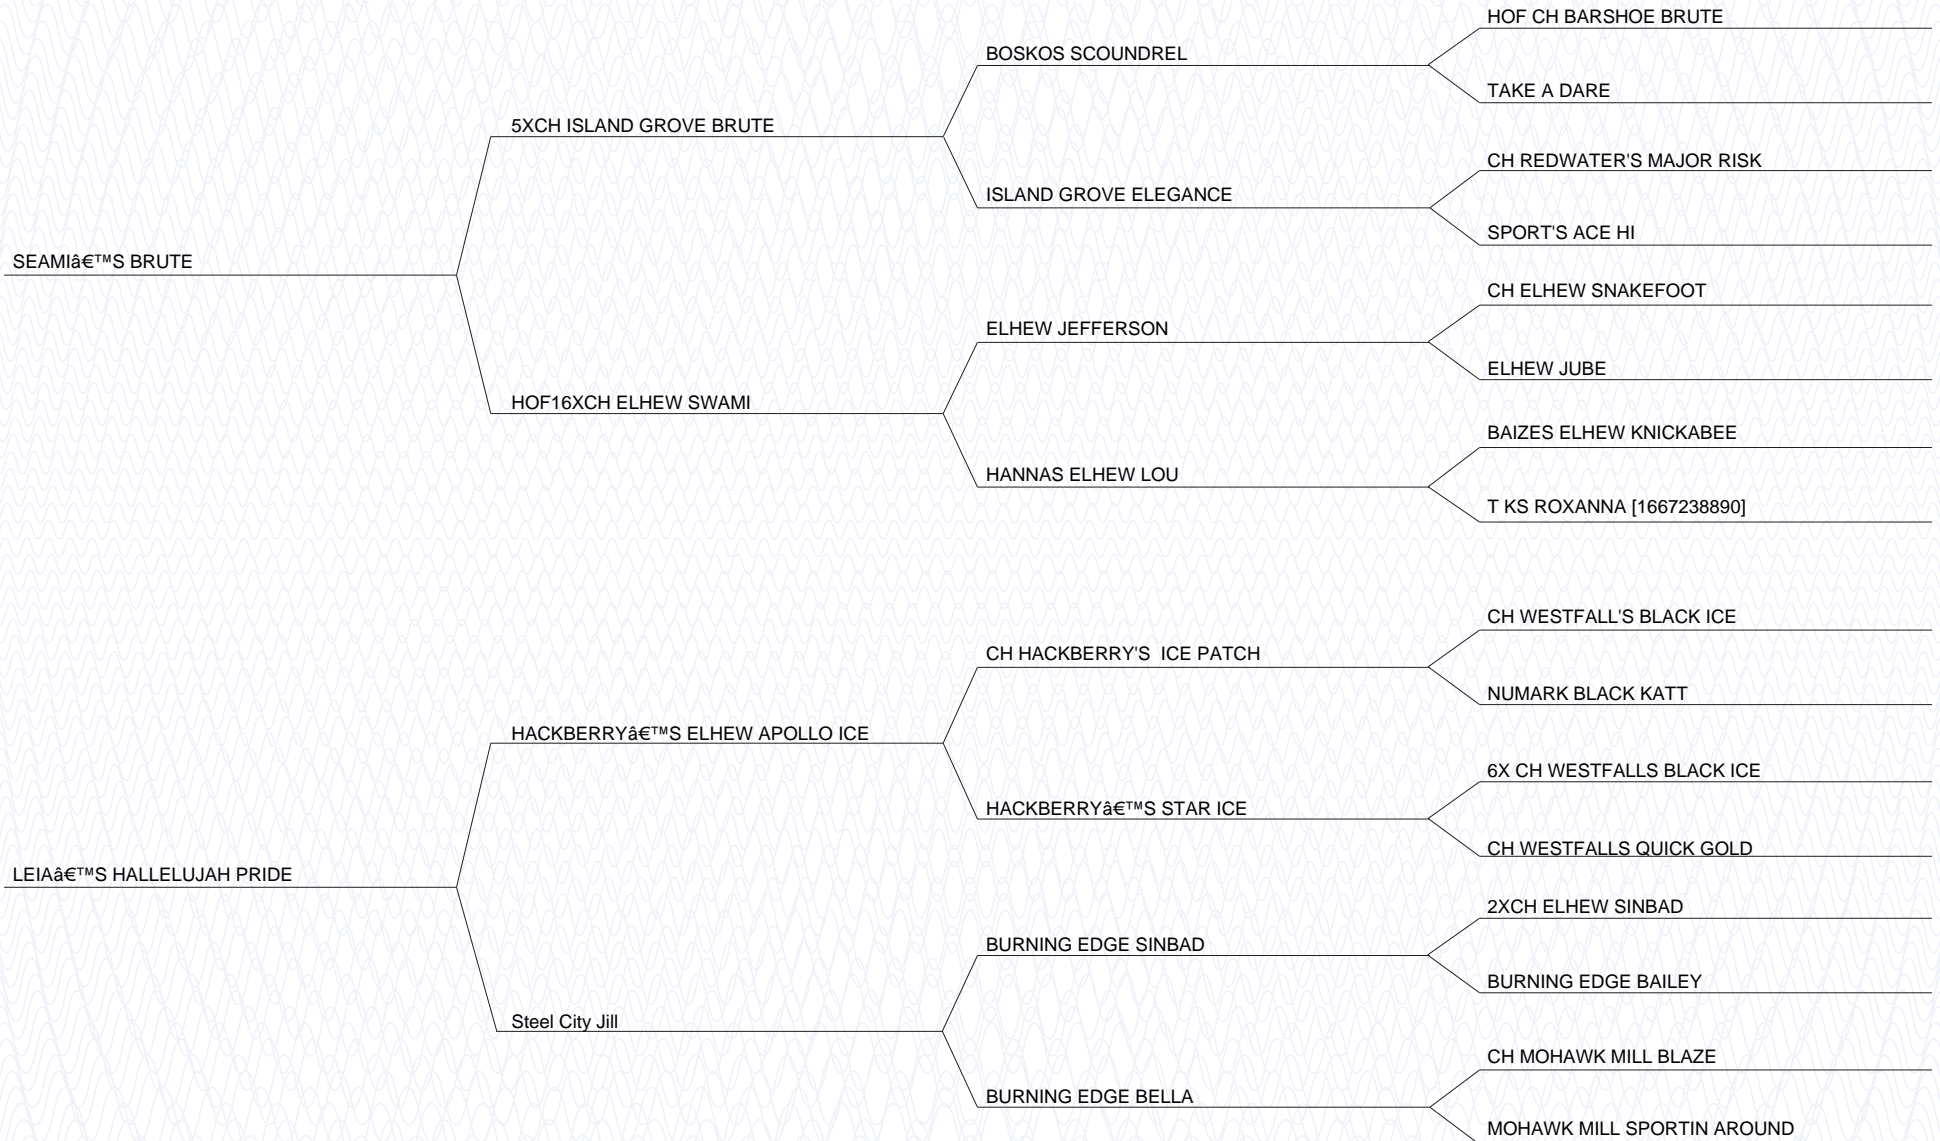 HOF CH BARSHOE BRUTE
BOSKOS SCOUNDREL
TAKE A DARE
5XCH ISLAND GROVE BRUTE
CH REDWATER'S MAJOR RISK
ISLAND GROVE ELEGANCE
SPORT'S ACE HI
SEAMIâ€™S BRUTE
CH ELHEW SNAKEFOOT
ELHEW JEFFERSON
ELHEW JUBE
HOF16XCH ELHEW SWAMI
BAIZES ELHEW KNICKABEE
HANNAS ELHEW LOU
T KS ROXANNA [1667238890]
CH WESTFALL'S BLACK ICE
CH HACKBERRY'S  ICE PATCH
NUMARK BLACK KATT
HACKBERRYâ€™S ELHEW APOLLO ICE
6X CH WESTFALLS BLACK ICE
HACKBERRYâ€™S STAR ICE
CH WESTFALLS QUICK GOLD
LEIAâ€™S HALLELUJAH PRIDE
2XCH ELHEW SINBAD
BURNING EDGE SINBAD
BURNING EDGE BAILEY
Steel City Jill
CH MOHAWK MILL BLAZE
BURNING EDGE BELLA
MOHAWK MILL SPORTIN AROUND